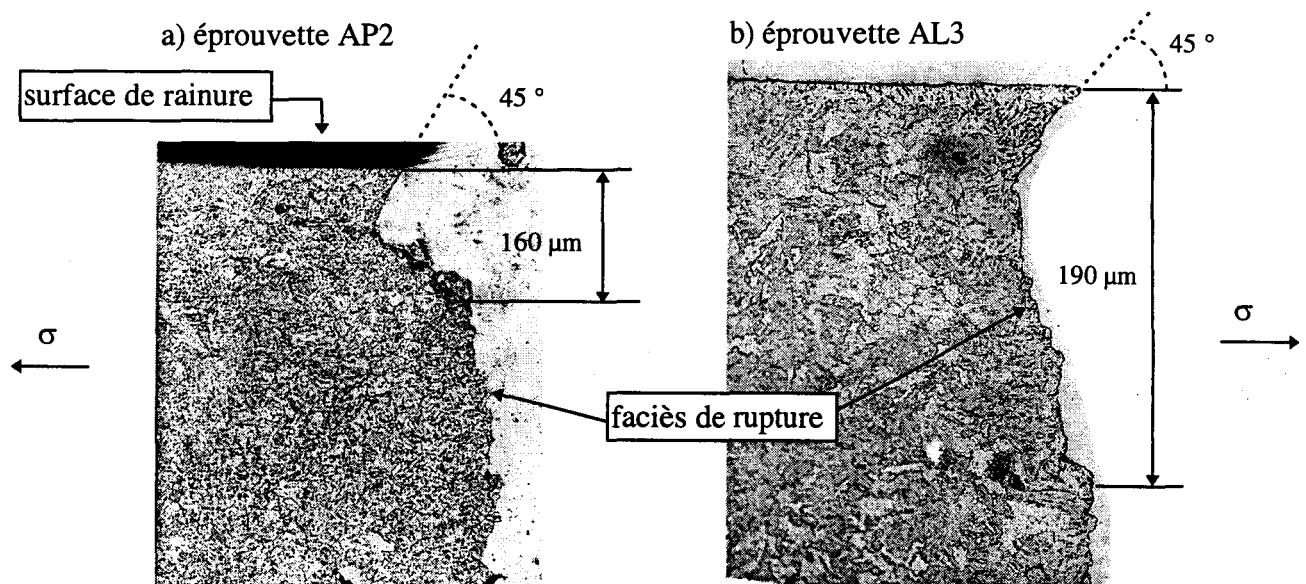 a) éprouvette AP2
surface de rainure
45 °
160 µm
σ
b) éprouvette AL3
45 °
190 µm
σ
faciès de rupture